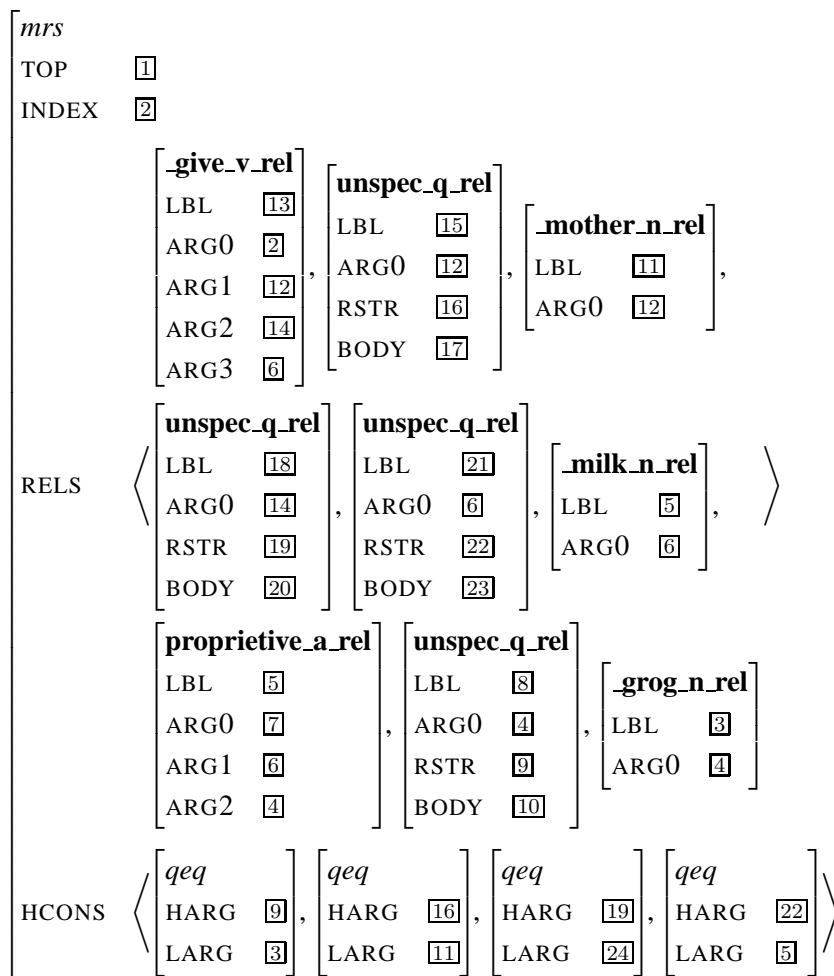 mrs
TOP 1
INDEX 2
_give_v_rel
LBL 13
ARG0 2
ARG1 12
ARG2 14
ARG3 6
,
unspec_q_rel
LBL 15
ARG0 12
RSTR 16
BODY 17
,
_mother_n_rel
LBL 11
ARG0 12
,
RELS
unspec_q_rel
LBL 18
ARG0 14
RSTR 19
BODY 20
,
unspec_q_rel
LBL 21
ARG0 6
RSTR 22
BODY 23
,
_milk_n_rel
LBL 5
ARG0 6
,
proprietive_a_rel
LBL 5
ARG0 7
ARG1 6
ARG2 4
,
unspec_q_rel
LBL 8
ARG0 4
RSTR 9
BODY 10
,
_grog_n_rel
LBL 3
ARG0 4
HCONS
qeq
HARG 9
LARG 3
,
qeq
HARG 16
LARG 11
,
qeq
HARG 19
LARG 24
,
qeq
HARG 22
LARG 5